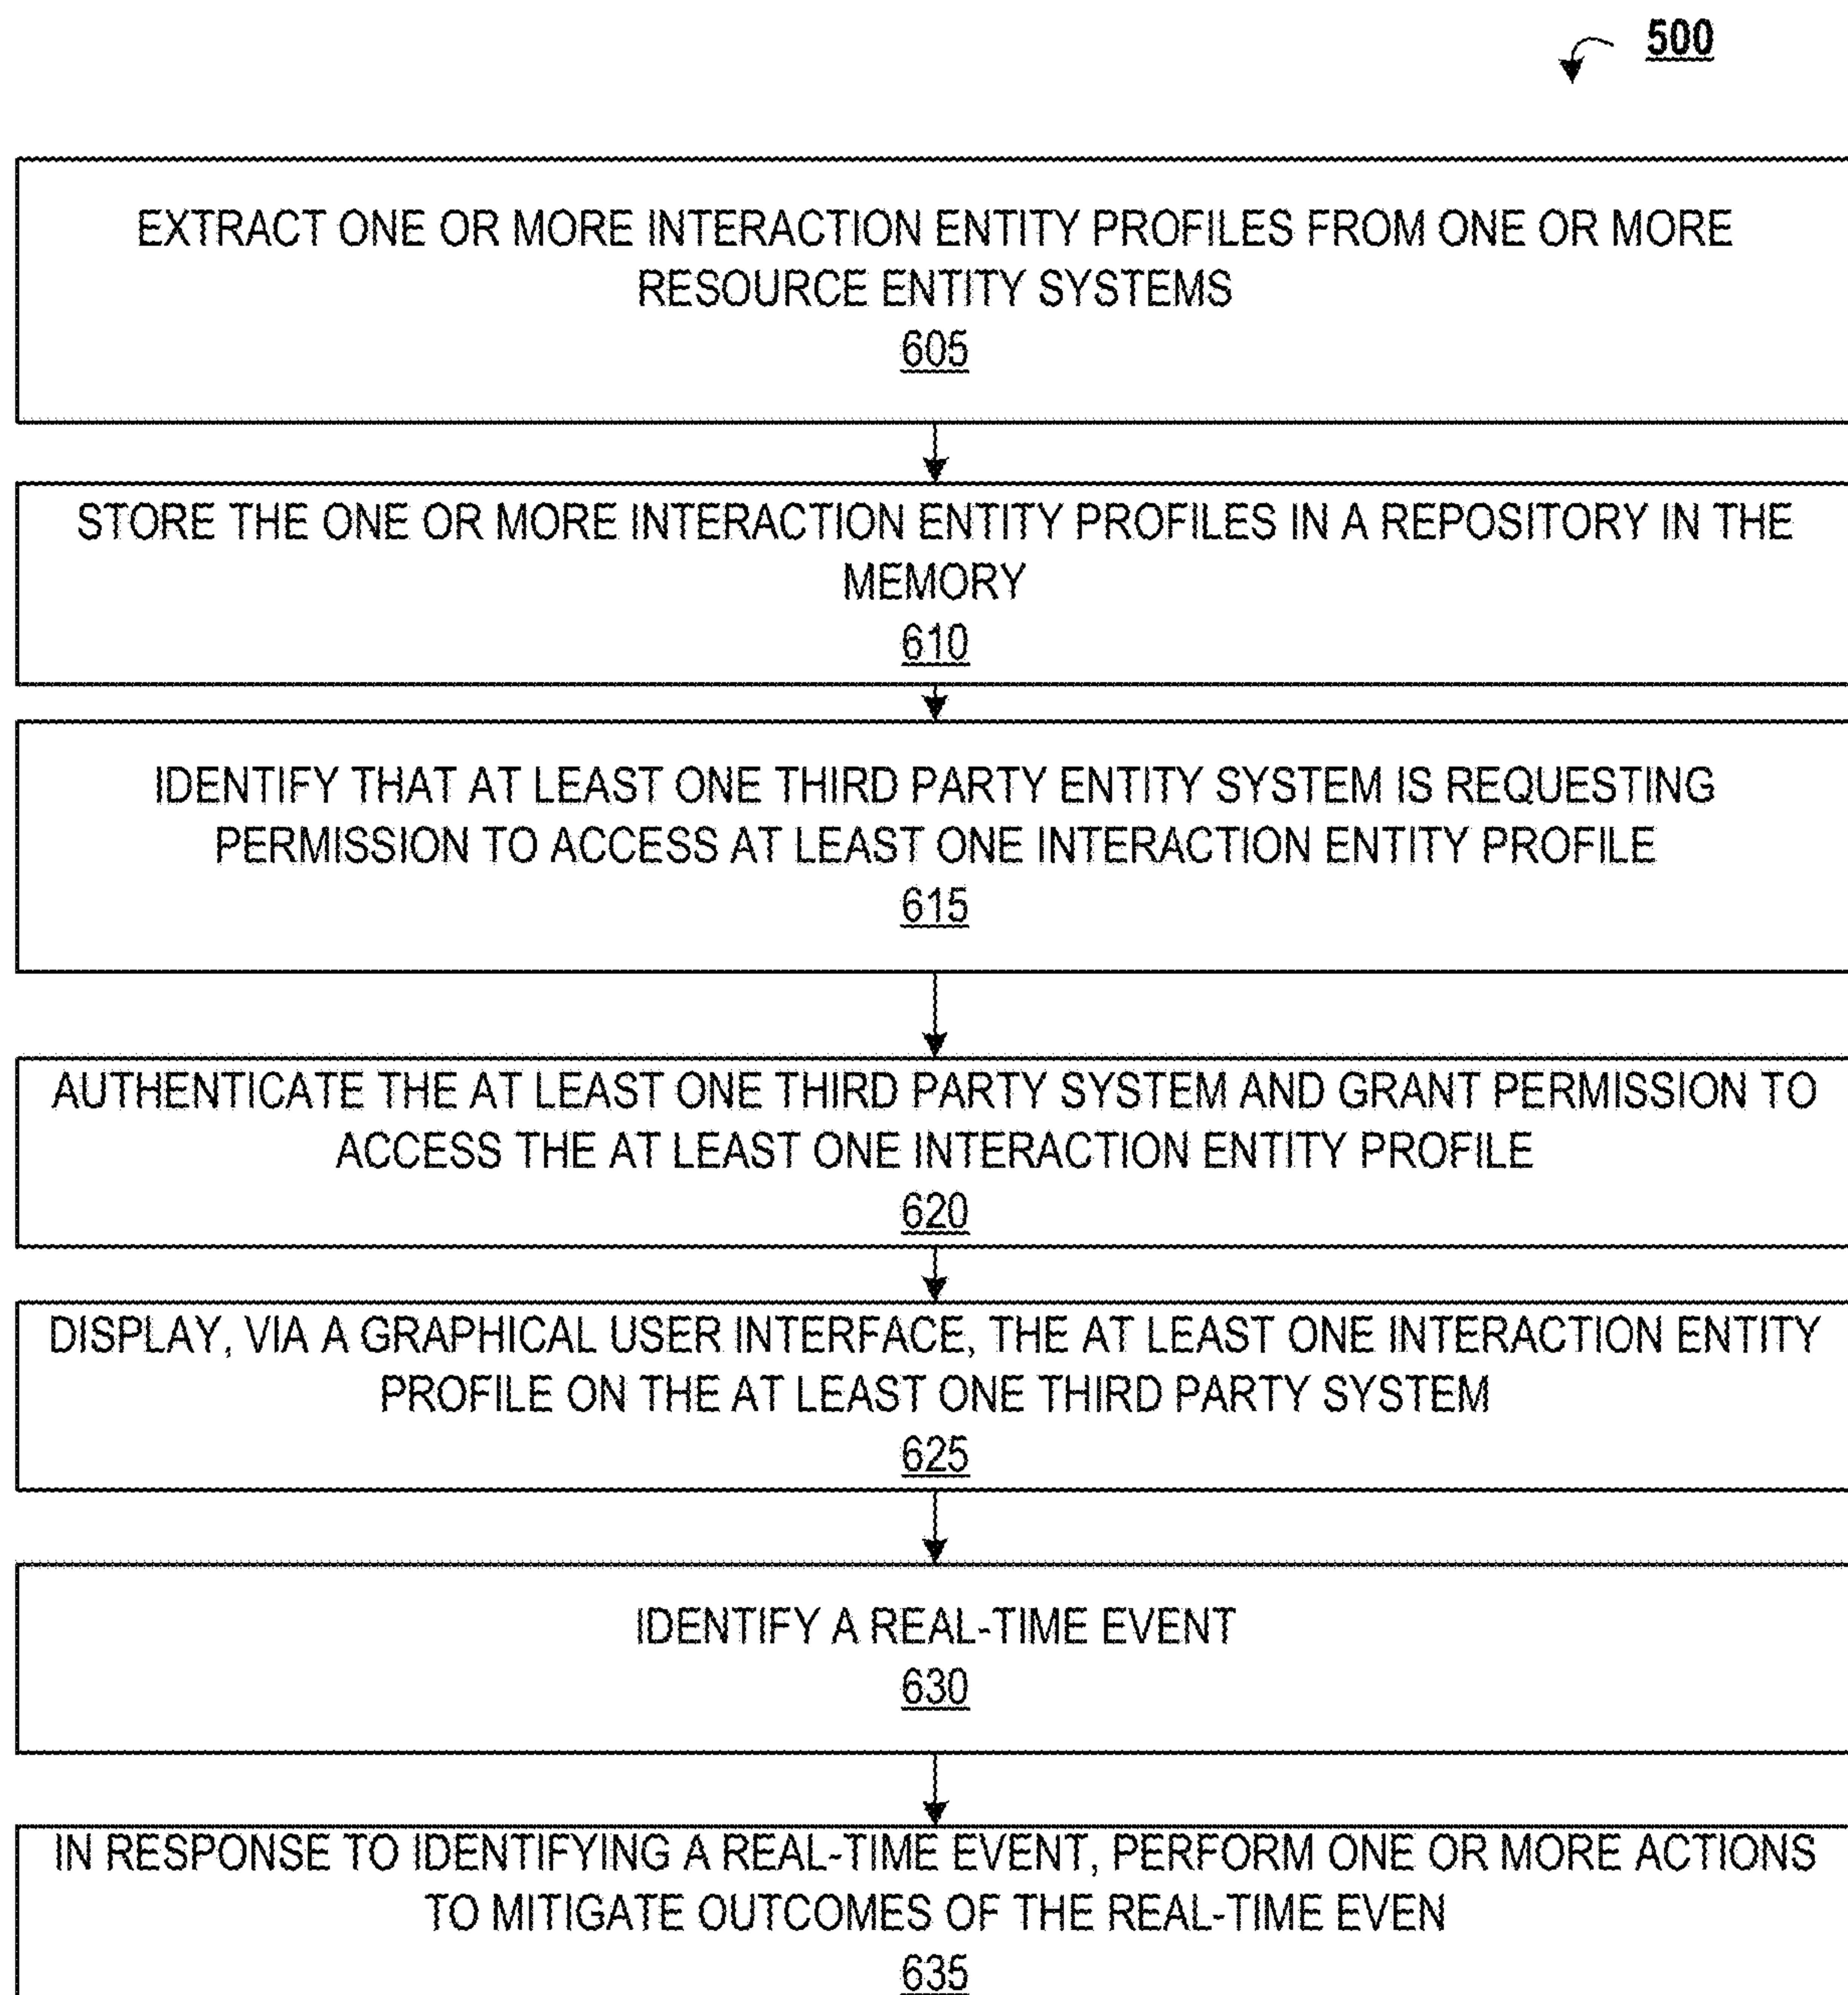 500
EXTRACT ONE OR MORE INTERACTION ENTITY PROFILES FROM ONE OR MORE
RESOURCE ENTITY SYSTEMS
605
STORE THE ONE OR MORE INTERACTION ENTITY PROFILES IN A REPOSITORY IN THE
MEMORY
610
IDENTIFY THAT AT LEAST ONE THIRD PARTY ENTITY SYSTEM IS REQUESTING
PERMISSION TO ACCESS AT LEAST ONE INTERACTION ENTITY PROFILE
615
AUTHENTICATE THE AT LEAST ONE THIRD PARTY SYSTEM AND GRANT PERMISSION TO
ACCESS THE AT LEAST ONE INTERACTION ENTITY PROFILE
620
DISPLAY, VIA A GRAPHICAL USER INTERFACE, THE AT LEAST ONE INTERACTION ENTITY
PROFILE ON THE AT LEAST ONE THIRD PARTY SYSTEM
625
IDENTIFY A REAL-TIME EVENT
630
IN RESPONSE TO IDENTIFYING A REAL-TIME EVENT, PERFORM ONE OR MORE ACTIONS
TO MITIGATE OUTCOMES OF THE REAL-TIME EVEN
635